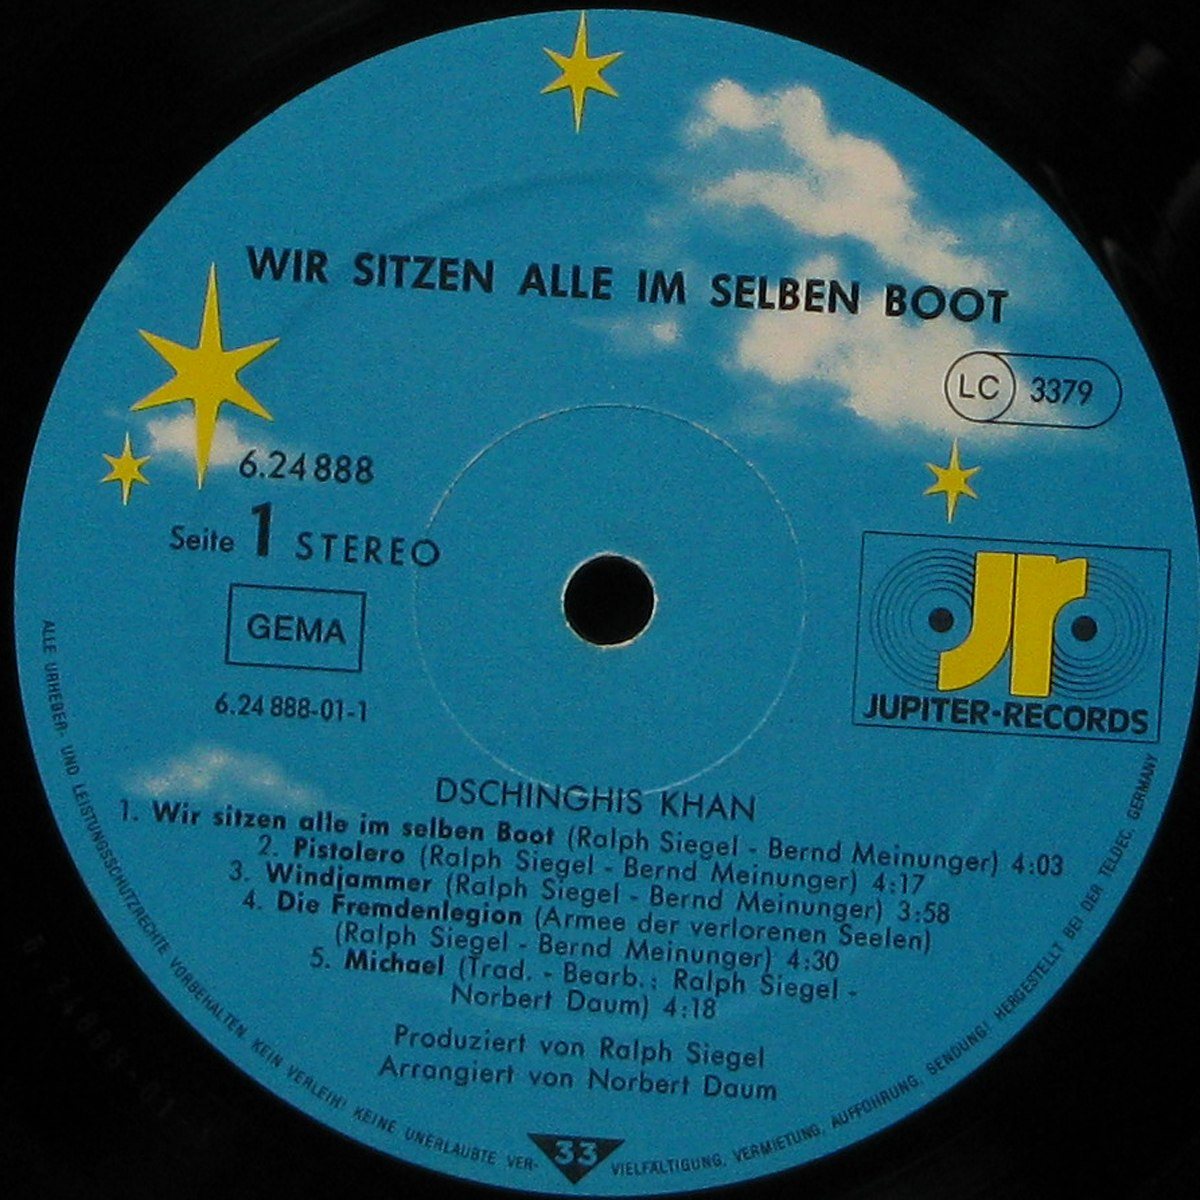 WIR SITZEN ALLE IM SELBEN BOOT
LC 3379
6.24 888
Seite 1 STEREO
GEMA
6.24 888-01-1
jr
JUPITER-RECORDS
DSCHINGHIS KHAN
1. Wir sitzen alle im selben Boot (Ralph Siegel - Bernd Meinunger) 4:03
2. Pistolero (Ralph Siegel - Bernd Meinunger) 4:17
3. Windjammer (Ralph Siegel - Bernd Meinunger) 3:58
4. Die Fremdenlegion (Armee der verlorenen Seelen)
(Ralph Siegel - Bernd Meinunger) 4:30
5. Michael (Trad. - Bearb.: Ralph Siegel -
Norbert Daum) 4:18
Produziert von Ralph Siegel
Arrangiert von Norbert Daum
ALLE URHEBER- UND LEISTUNGSSCHUTZRECHTE VORBEHALTEN. KEIN VERLEIH! KEINE UNERLAUBTE VER-
33
VIELFÄLTIGUNG, VERMIETUNG, AUFFÜHRUNG, SENDUNG! HERGESTELLT BEI DER TELDEC, GERMANY